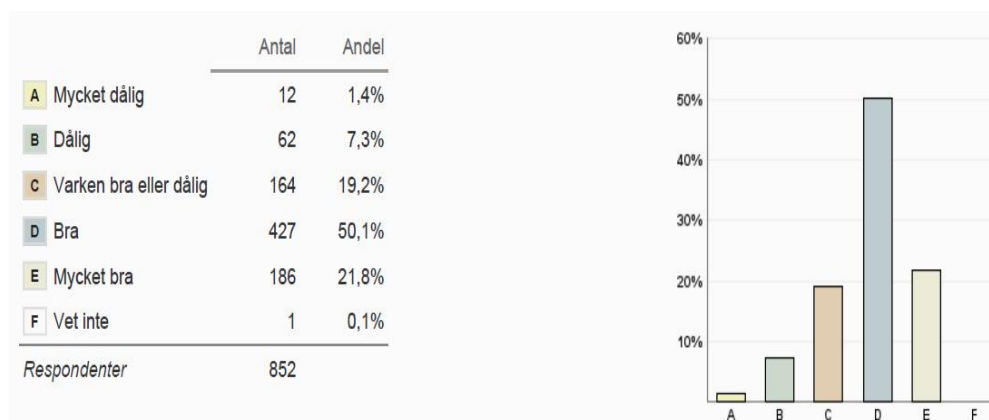 Antal Andel
A Mycket dålig 12 1,4%
B Dålig 62 7,3%
C Varken bra eller dålig 164 19,2%
D Bra 427 50,1%
E Mycket bra 186 21,8%
F Vet inte 1 0,1%
Respondenter 852
60%
50%
40%
30%
20%
10%
A B C D E F